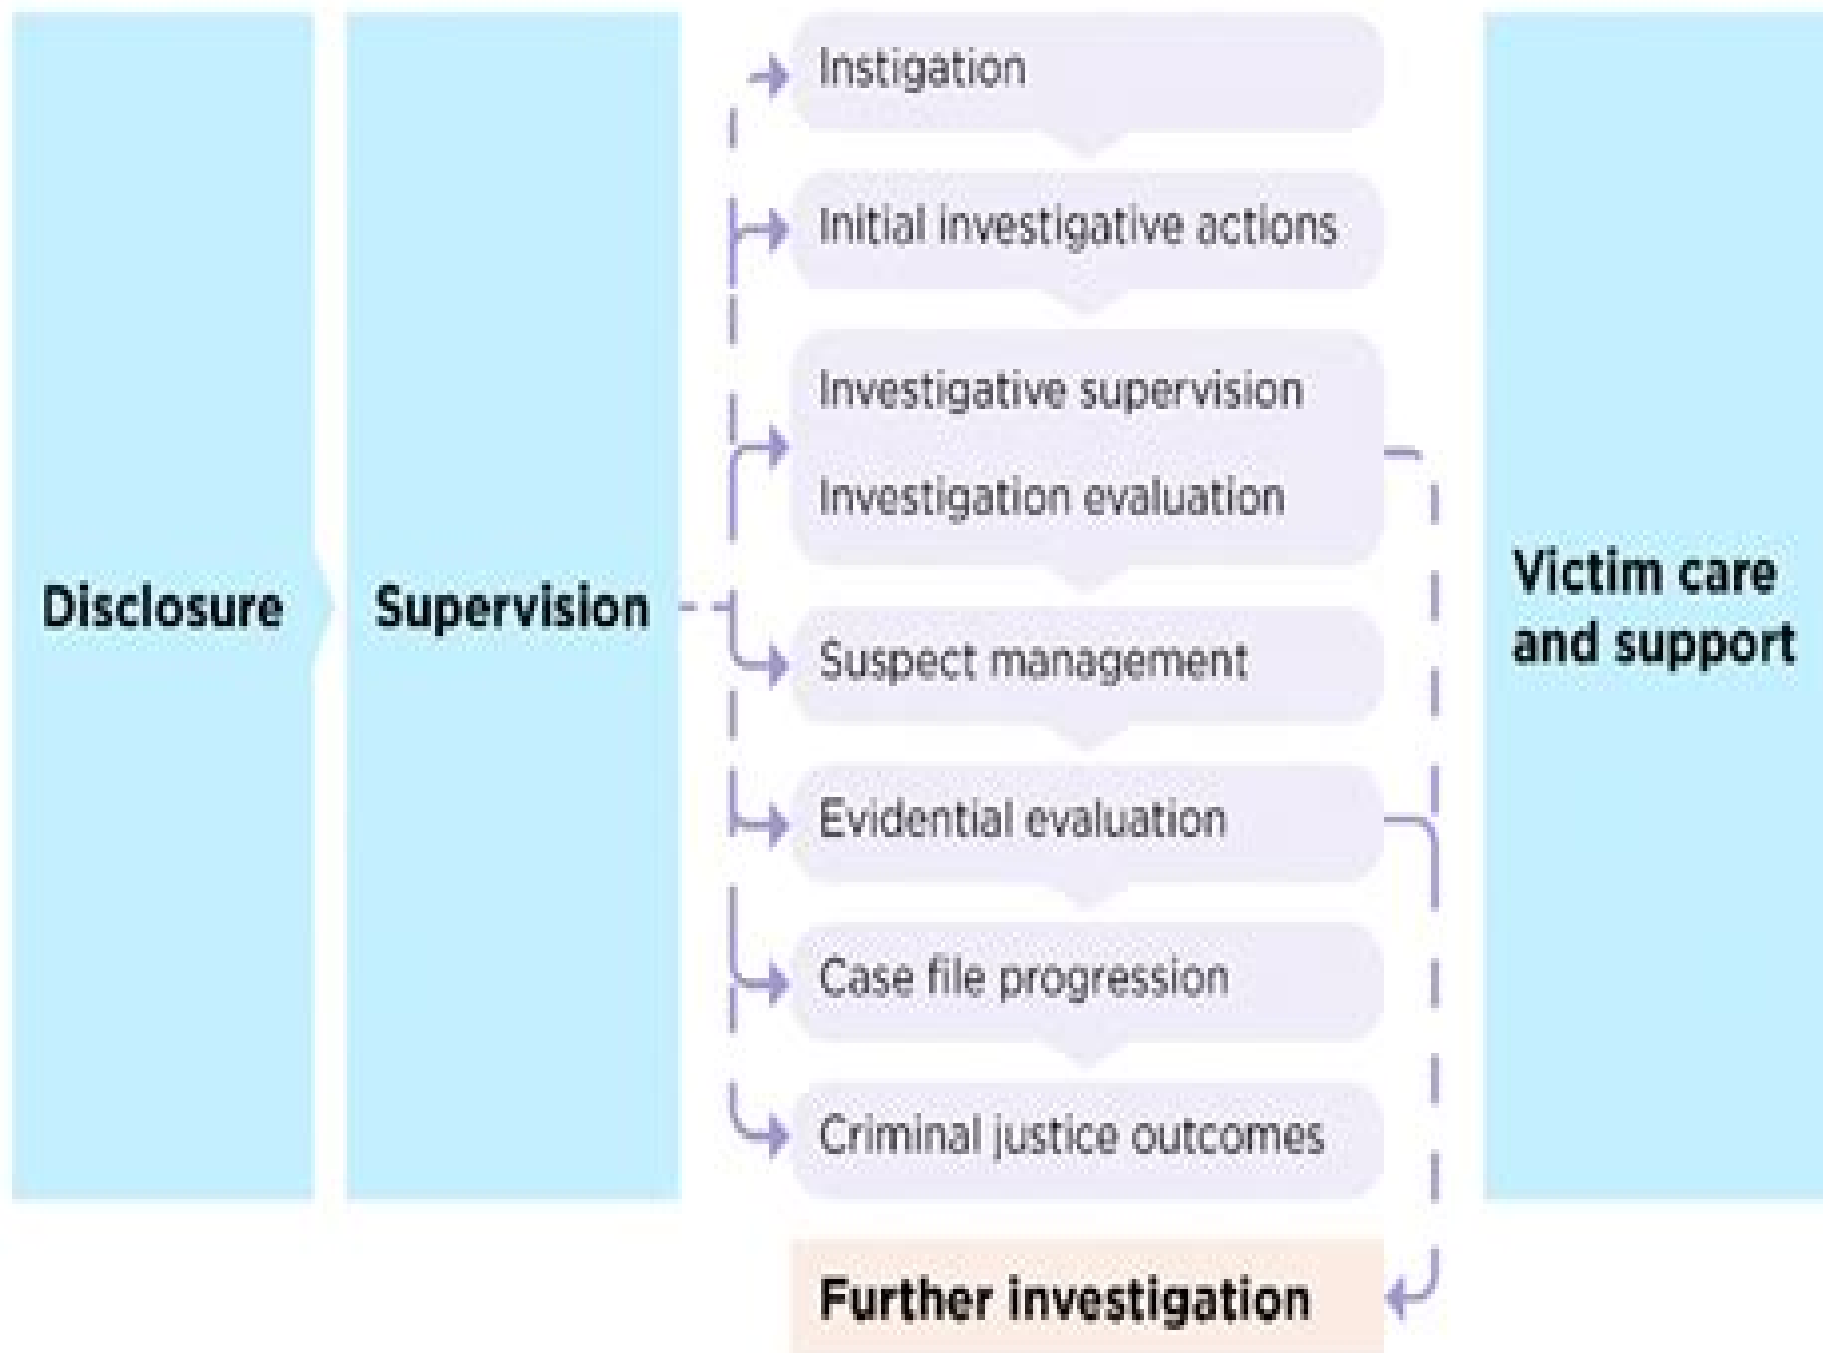 Disclosure
Supervision
Instigation
Initial investigative actions
Investigative supervision
Investigation evaluation
Suspect management
Evidential evaluation
Case file progression
Criminal justice outcomes
Further investigation
Victim care
and support